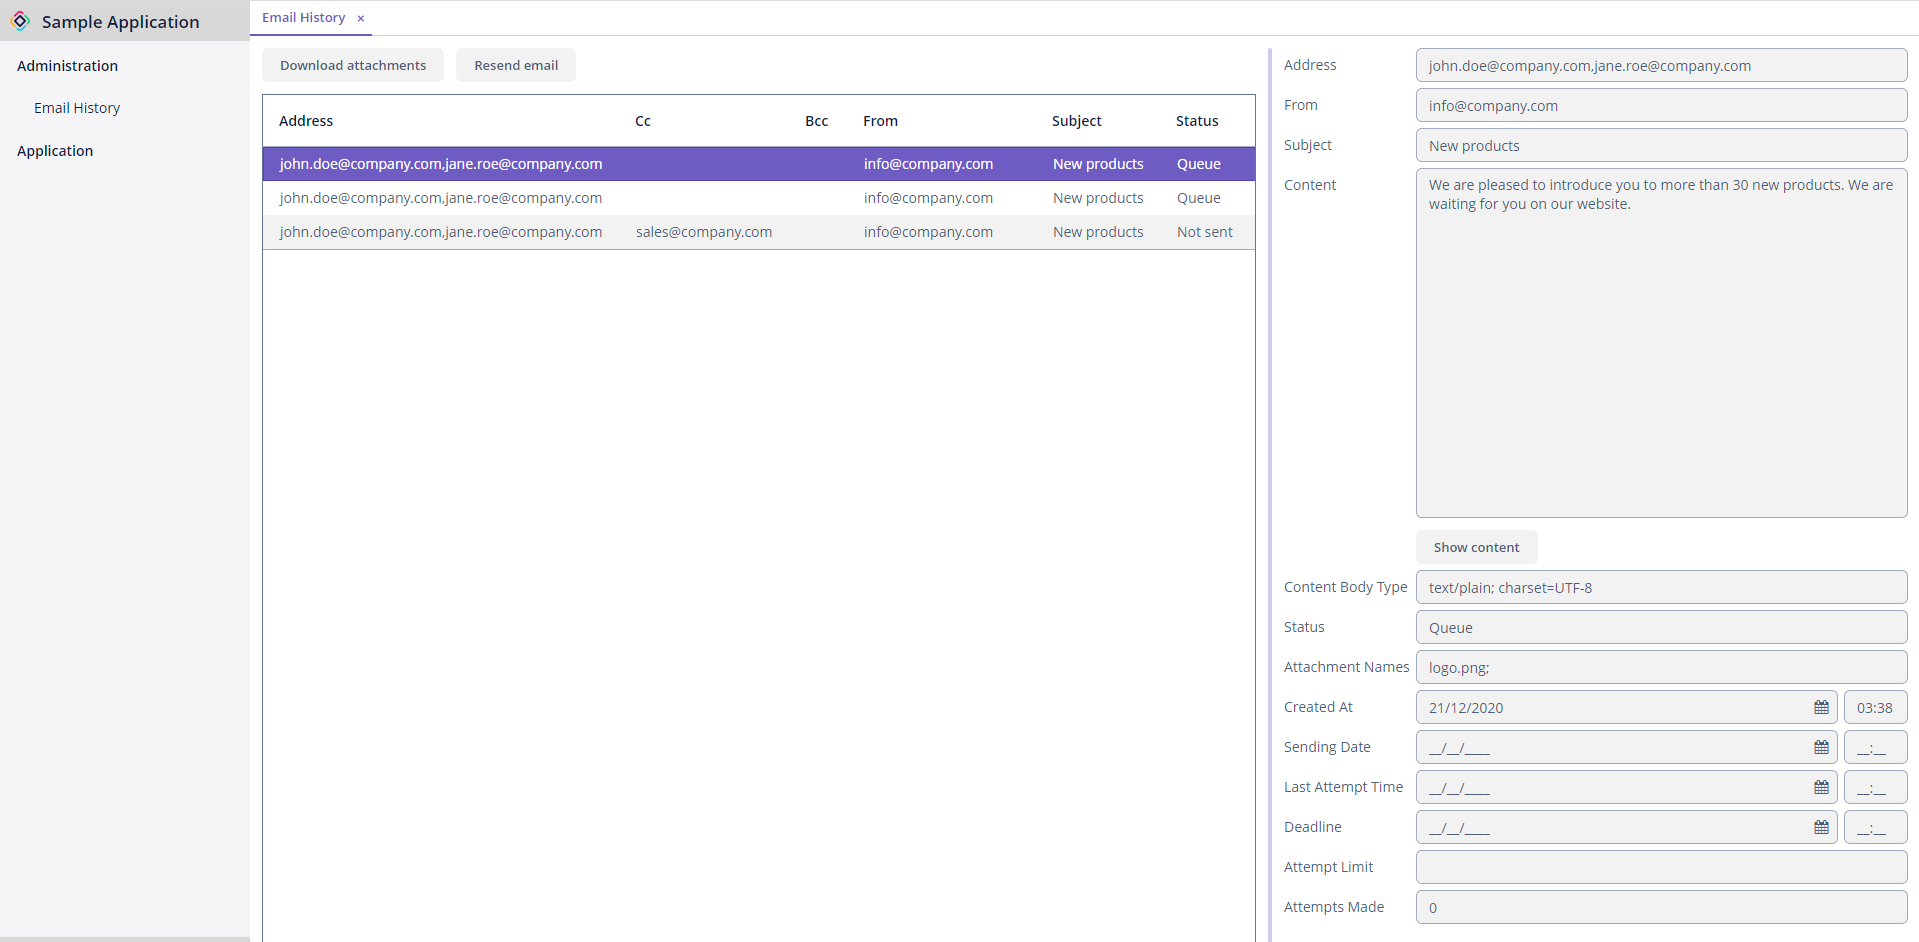 Sample Application
Administration
Email History
Application
Email History ×
Download attachments Resend email
Address Cc Bcc From Subject Status
john.doe@company.com,jane.roe@company.com info@company.com New products Queue
john.doe@company.com,jane.roe@company.com info@company.com New products Queue
john.doe@company.com,jane.roe@company.com sales@company.com info@company.com New products Not sent
Address john.doe@company.com,jane.roe@company.com
From info@company.com
Subject New products
Content We are pleased to introduce you to more than 30 new products. We are
waiting for you on our website.
Show content
Content Body Type text/plain; charset=UTF-8
Status Queue
Attachment Names logo.png;
Created At 21/12/2020 03:38
Sending Date __/__/____ __:__
Last Attempt Time __/__/____ __:__
Deadline __/__/____ __:__
Attempt Limit
Attempts Made 0